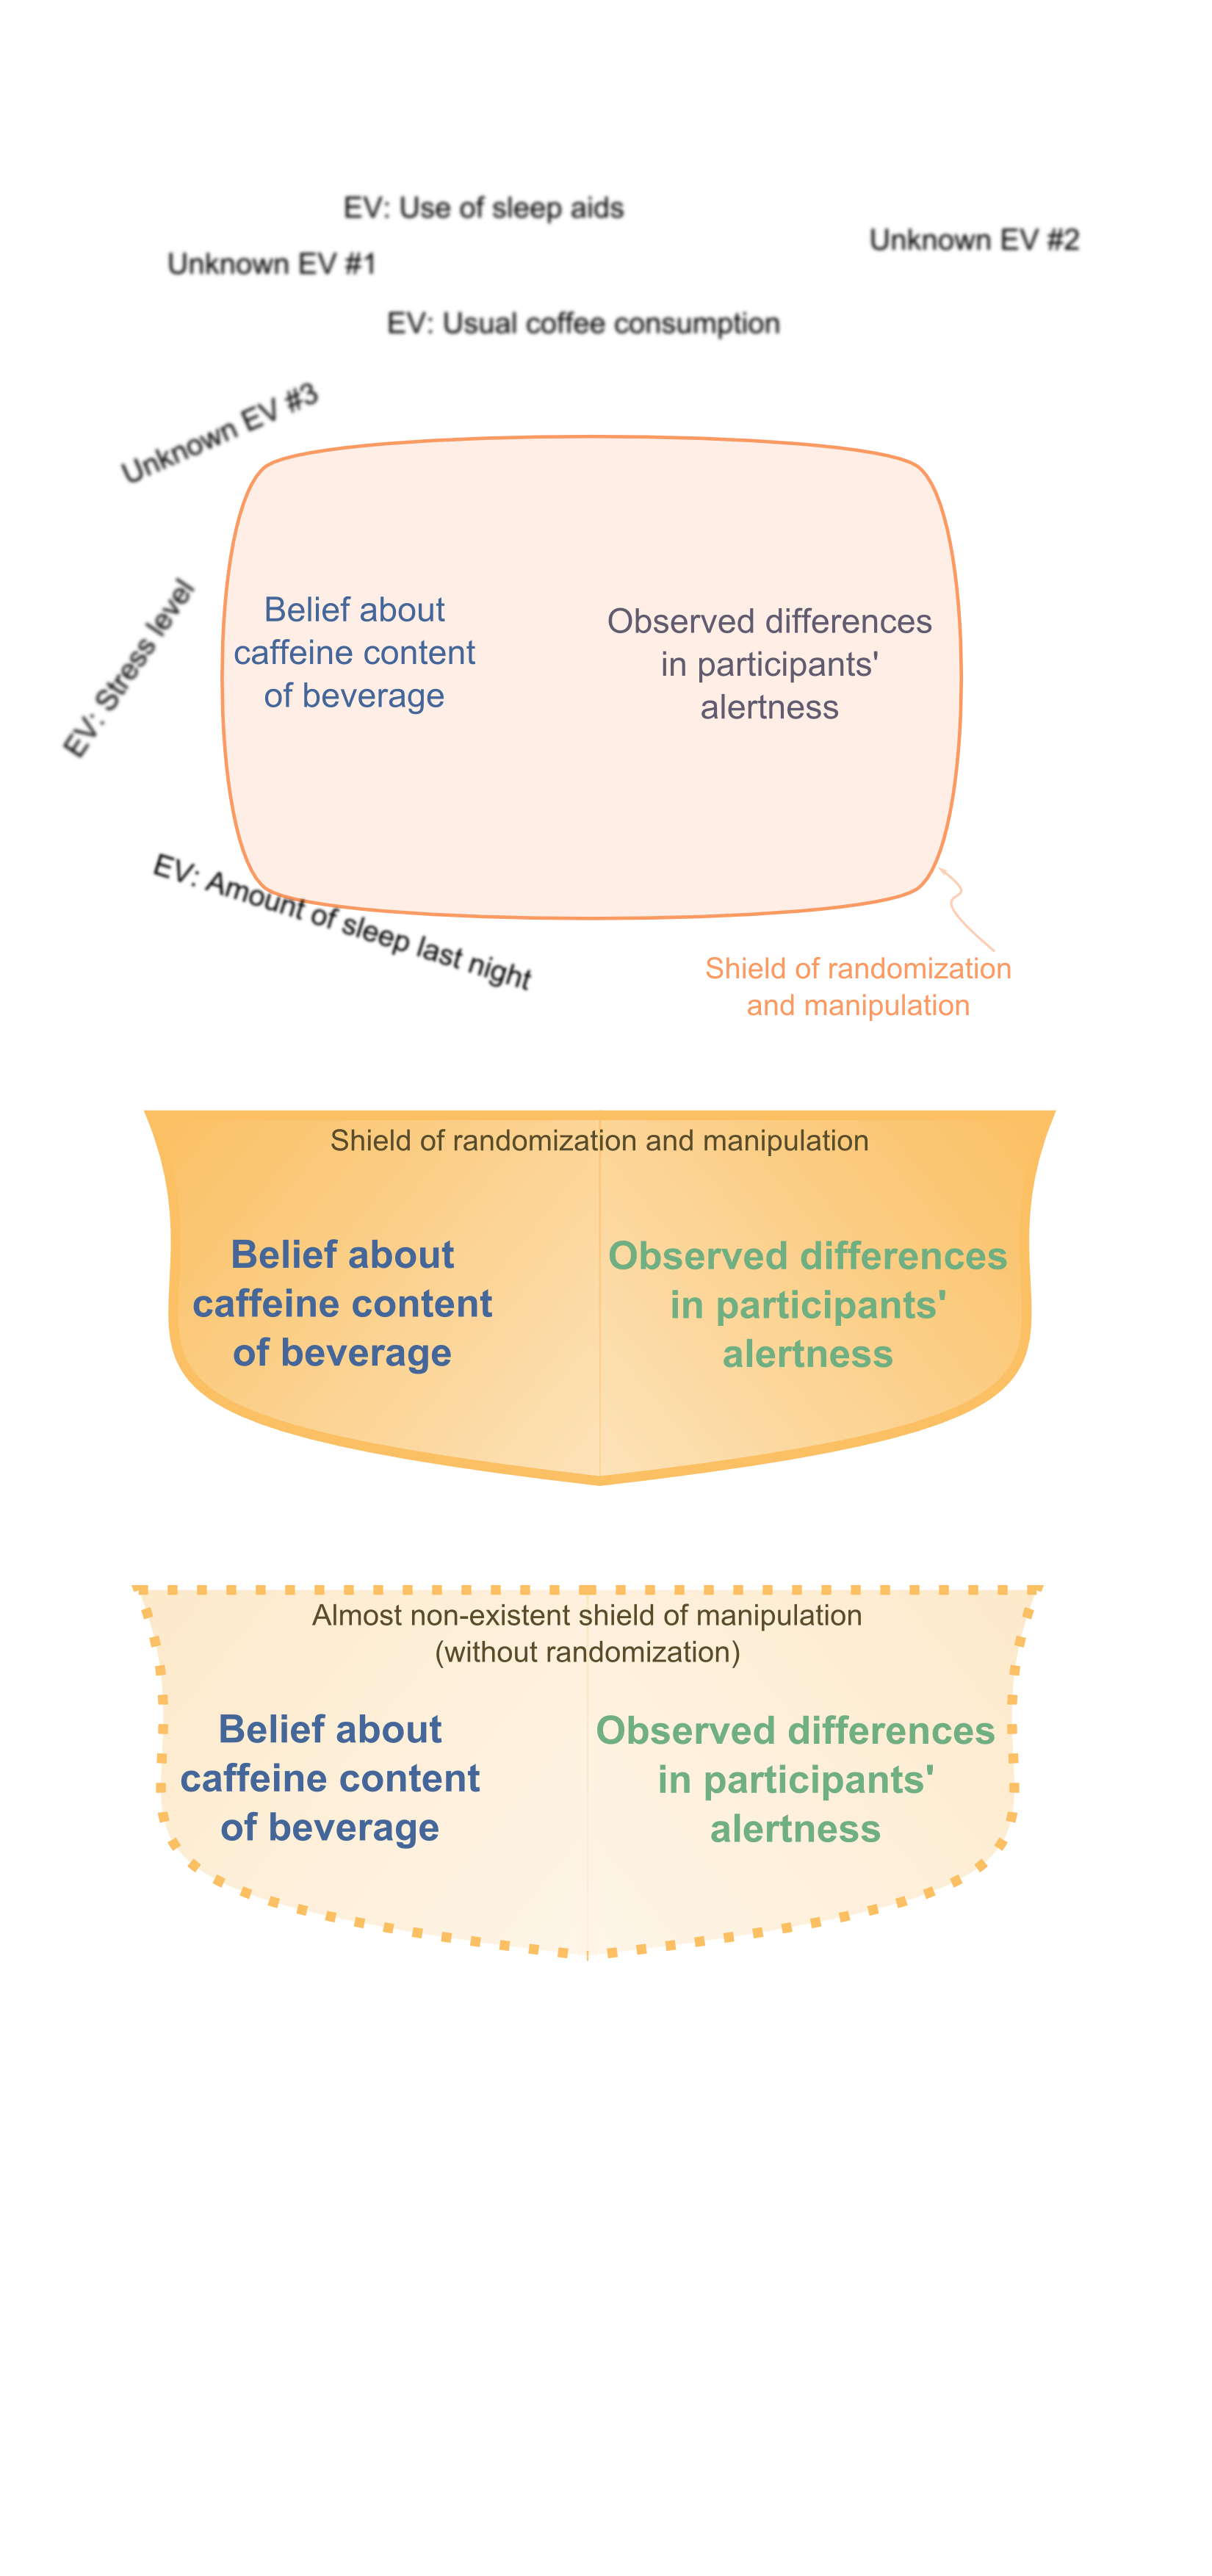 EV: Use of sleep aids
Unknown EV #2
Unknown EV #1
EV: Usual coffee consumption
Unknown EV #3
EV: Stress level
Belief about
caffeine content
of beverage
Observed differences
in participants'
alertness
EV: Amount of sleep last night
Shield of randomization
and manipulation
Shield of randomization and manipulation
Belief about
caffeine content
of beverage
Observed differences
in participants'
alertness
Almost non-existent shield of manipulation
(without randomization)
Belief about
caffeine content
of beverage
Observed differences
in participants'
alertness